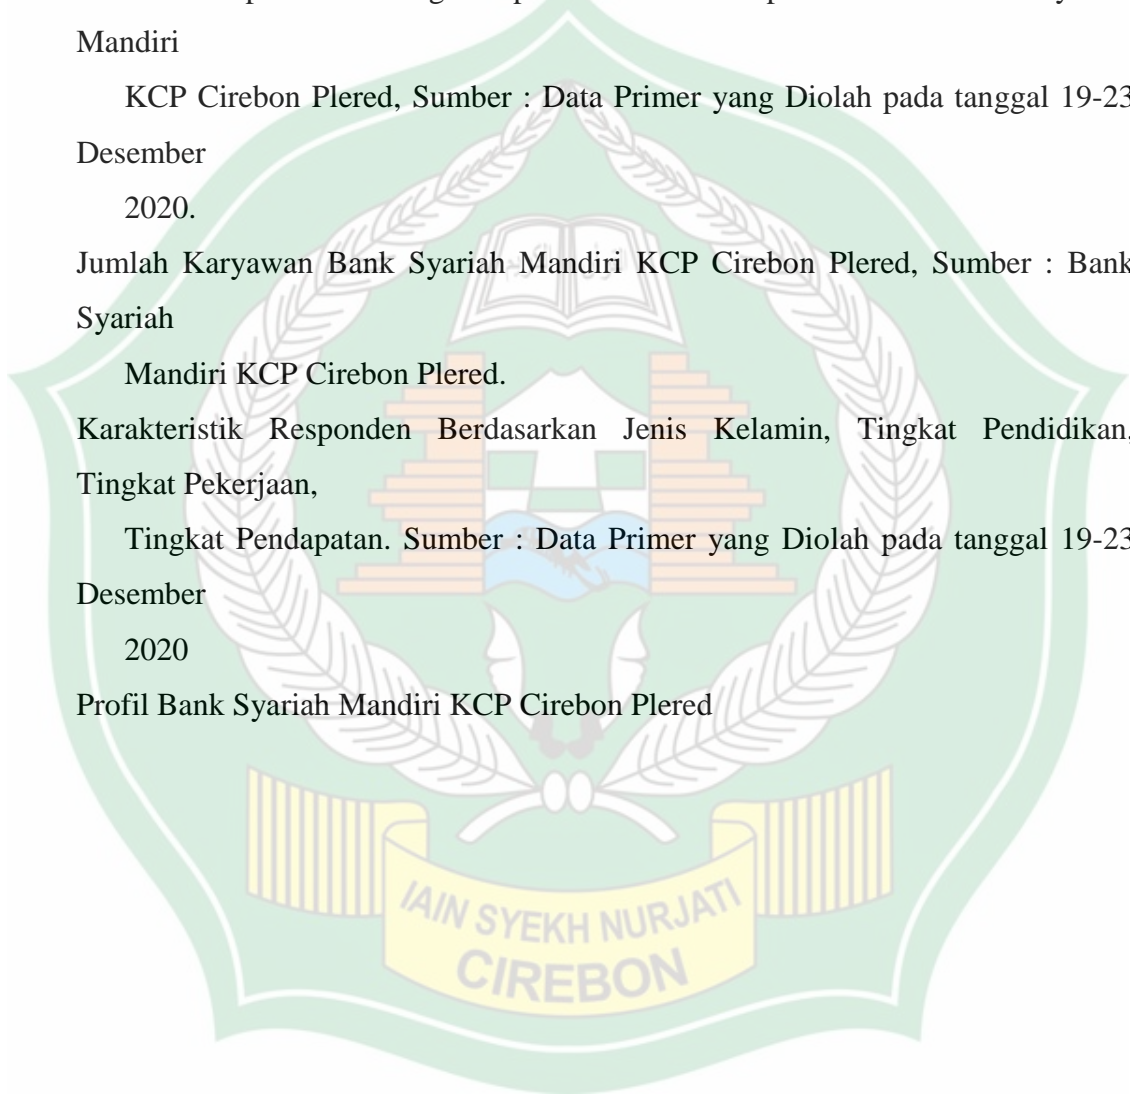 Mandiri
KCP Cirebon Plered, Sumber : Data Primer yang Diolah pada tanggal 19-23
Desember
2020.
Jumlah Karyawan Bank Syariah Mandiri KCP Cirebon Plered, Sumber : Bank
Syariah
Mandiri KCP Cirebon Plered.
Karakteristik Responden Berdasarkan Jenis Kelamin, Tingkat Pendidikan,
Tingkat Pekerjaan,
Tingkat Pendapatan. Sumber : Data Primer yang Diolah pada tanggal 19-23
Desember
2020
Profil Bank Syariah Mandiri KCP Cirebon Plered
IAIN SYEKH NURJATI
CIREBON